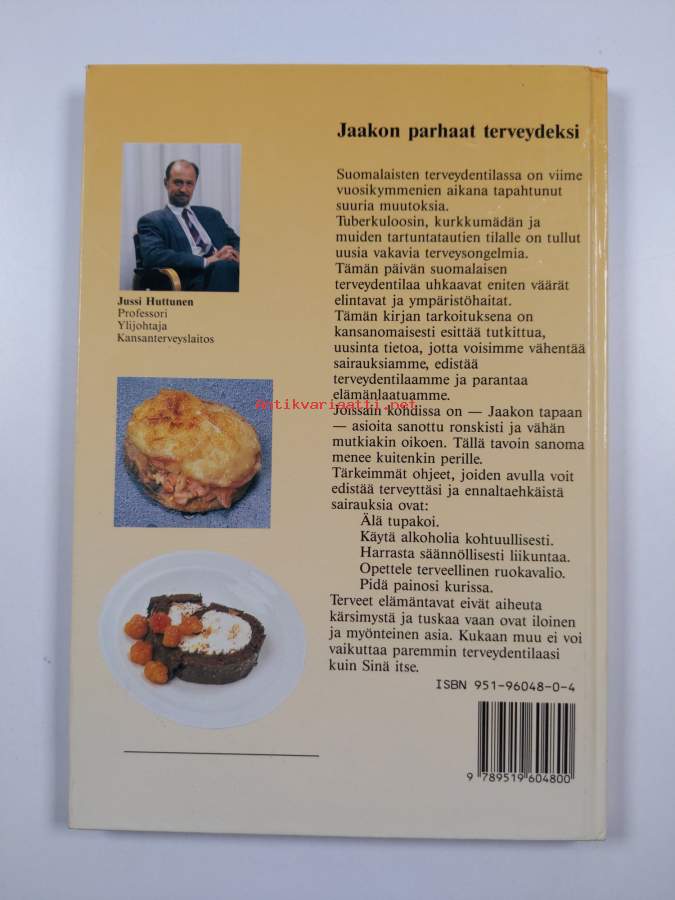 Jaakon parhaat terveydeksi
Jussi Huttunen
Professori
Ylijohtaja
Kansanterveyslaitos
Suomalaisten terveydentilassa on viime
vuosikymmenien aikana tapahtunut
suuria muutoksia.
Tuberkuloosin, kurkkumädän ja
muiden tartuntatautien tilalle on tullut
uusia vakavia terveysongelmia.
Tämän päivän suomalaisen
terveydentilaa uhkaavat eniten väärät
elintavat ja ympäristöhaitat.
Tämän kirjan tarkoituksena on
kansanomaisesti esittää tutkittua,
uusinta tietoa, jotta voisimme vähentää
sairauksiamme, edistää
terveydentilaamme ja parantaa
elämänlaatuamme.
Antikvariaatti.net
Joissain kohdissa on — Jaakon tapaan
— asioita sanottu ronskisti ja vähän
mutkiakin oikoen. Tällä tavoin sanoma
menee kuitenkin perille.
Tärkeimmät ohjeet, joiden avulla voit
edistää terveyttäsi ja ennaltaehkäistä
sairauksia ovat:
Älä tupakoi.
Käytä alkoholia kohtuullisesti.
Harrasta säännöllisesti liikuntaa.
Opettele terveellinen ruokavalio.
Pidä painosi kurissa.
Terveet elämäntavat eivät aiheuta
kärsimystä ja tuskaa vaan ovat iloinen
ja myönteinen asia. Kukaan muu ei voi
vaikuttaa paremmin terveydentilaasi
kuin Sinä itse.
ISBN 951-96048-0-4
9 789519 604800